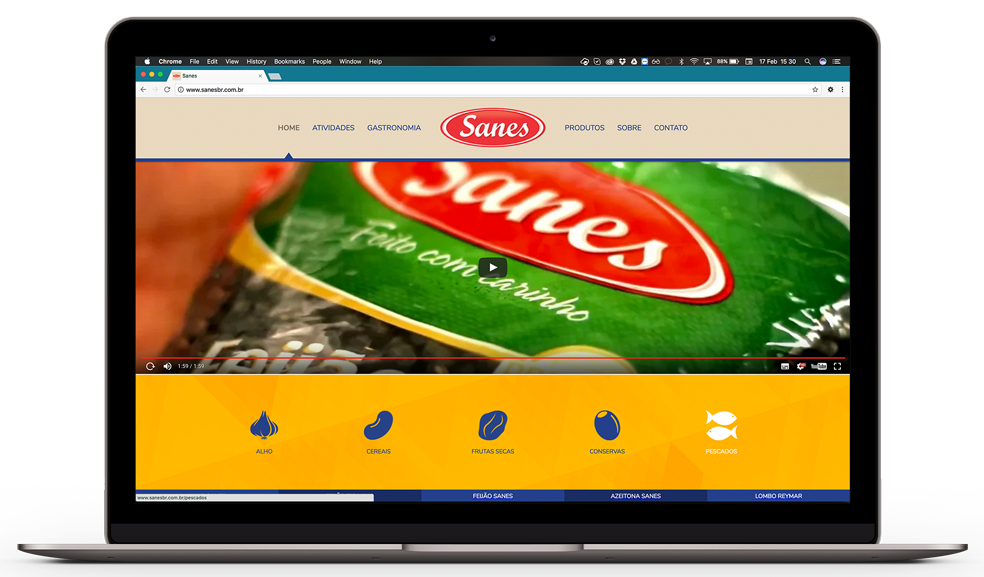 Chrome File Edit View History Bookmarks People Window Help 88% 17 Feb 15 30
Sanes
www.sanesbr.com.br
HOME ATIVIDADES GASTRONOMIA Sanes PRODUTOS SOBRE CONTATO
Sanes
Feito com carinho
1:59 / 1:59
ALHO CEREAIS FRUTAS SECAS CONSERVAS PESCADOS
www.sanesbr.com.br/pescados
FEIJÃO SANES AZEITONA SANES LOMBO REYMAR